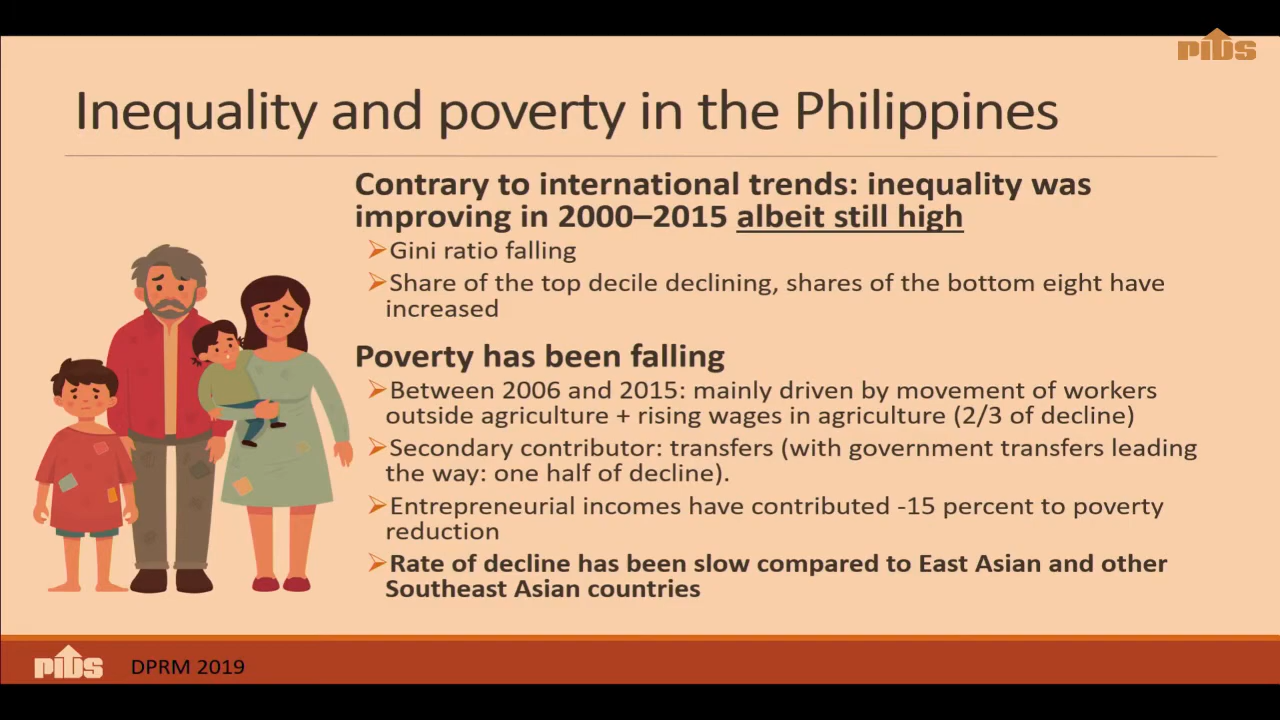 PIDS
Inequality and poverty in the Philippines
Contrary to international trends: inequality was
improving in 2000–2015 albeit still high
Gini ratio falling
Share of the top decile declining, shares of the bottom eight have
increased
Poverty has been falling
Between 2006 and 2015: mainly driven by movement of workers
outside agriculture + rising wages in agriculture (2/3 of decline)
Secondary contributor: transfers (with government transfers leading
the way: one half of decline).
Entrepreneurial incomes have contributed -15 percent to poverty
reduction
Rate of decline has been slow compared to East Asian and other
Southeast Asian countries
PIDS DPRM 2019